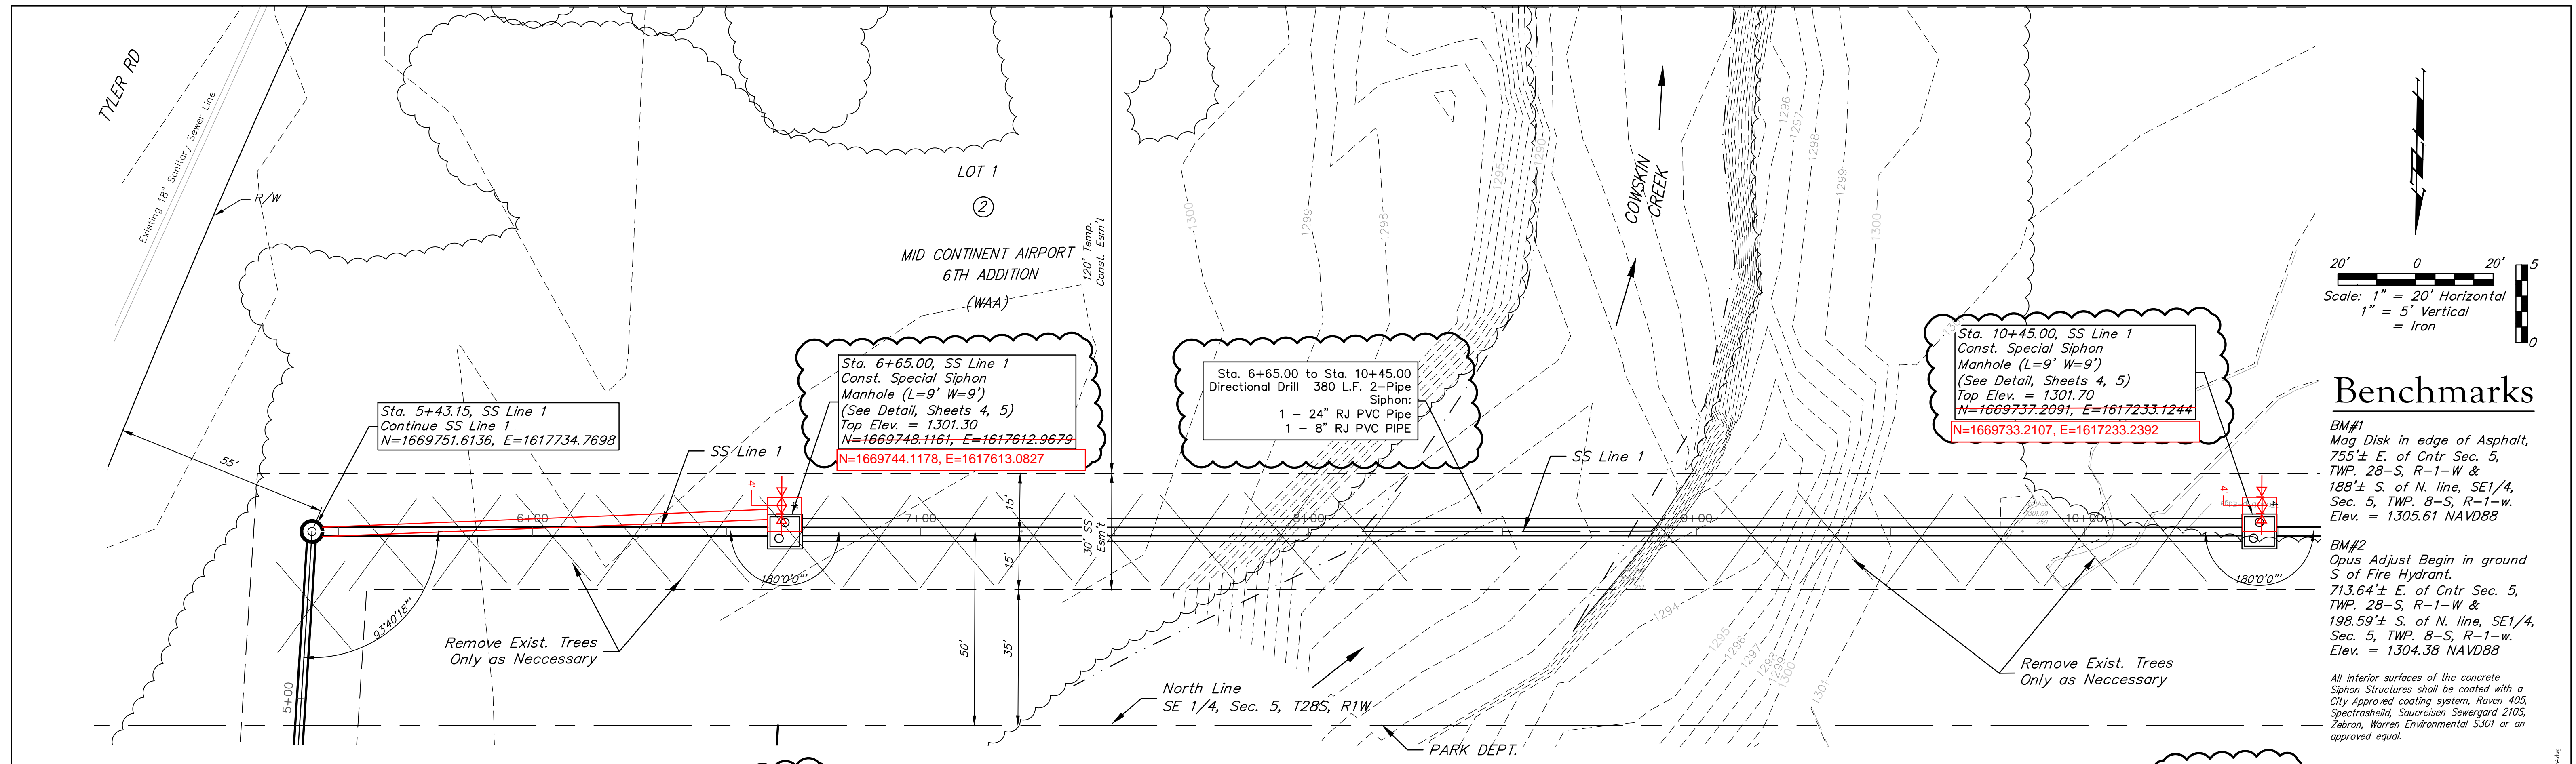 TYLER RD
Existing 18" Sanitary Sewer Line
R/W
LOT 1
2
MID CONTINENT AIRPORT
6TH ADDITION
(WAA)
120' Temp.
Const. Esm't
1300
1299
1298
1295
1290
COWSKIN
CREEK
1296
1297
1298
1299
1300
20' 0 20'
5
0
Scale: 1" = 20' Horizontal
1" = 5' Vertical
= Iron
Sta. 5+43.15, SS Line 1
Continue SS Line 1
N=1669751.6136, E=1617734.7698
Sta. 6+65.00, SS Line 1
Const. Special Siphon
Manhole (L=9' W=9')
(See Detail, Sheets 4, 5)
Top Elev. = 1301.30
N=1669748.1161, E=1617612.9679
N=1669744.1178, E=1617613.0827
Sta. 6+65.00 to Sta. 10+45.00
Directional Drill 380 L.F. 2-Pipe
Siphon:
1 - 24" RJ PVC Pipe
1 - 8" RJ PVC PIPE
Sta. 10+45.00, SS Line 1
Const. Special Siphon
Manhole (L=9' W=9')
(See Detail, Sheets 4, 5)
Top Elev. = 1301.70
N=1669737.2091, E=1617233.1244
N=1669733.2107, E=1617233.2392
SS Line 1
SS Line 1
55'
4'
4'
6+00
7+00
8+00
9+00
10+00
5+00
15'
15'
30' SS
Esm't
50'
35'
180°0'0"
180°0'0"
93°40'18"
Remove Exist. Trees
Only as Neccessary
Remove Exist. Trees
Only as Neccessary
1294
1295
1296
1297
1298
1299
1300
1301
North Line
SE 1/4, Sec. 5, T28S, R1W
PARK DEPT.
Benchmarks
BM#1
Mag Disk in edge of Asphalt,
755'± E. of Cntr Sec. 5,
TWP. 28-S, R-1-W &
188'± S. of N. line, SE1/4,
Sec. 5, TWP. 8-S, R-1-w.
Elev. = 1305.61 NAVD88
BM#2
Opus Adjust Begin in ground
S of Fire Hydrant.
713.64'± E. of Cntr Sec. 5,
TWP. 28-S, R-1-W &
198.59'± S. of N. line, SE1/4,
Sec. 5, TWP. 8-S, R-1-w.
Elev. = 1304.38 NAVD88
All interior surfaces of the concrete
Siphon Structures shall be coated with a
City Approved coating system, Raven 405,
Spectrasheild, Sauereisen Sewergard 210S,
Zebron, Warren Environmental S301 or an
approved equal.